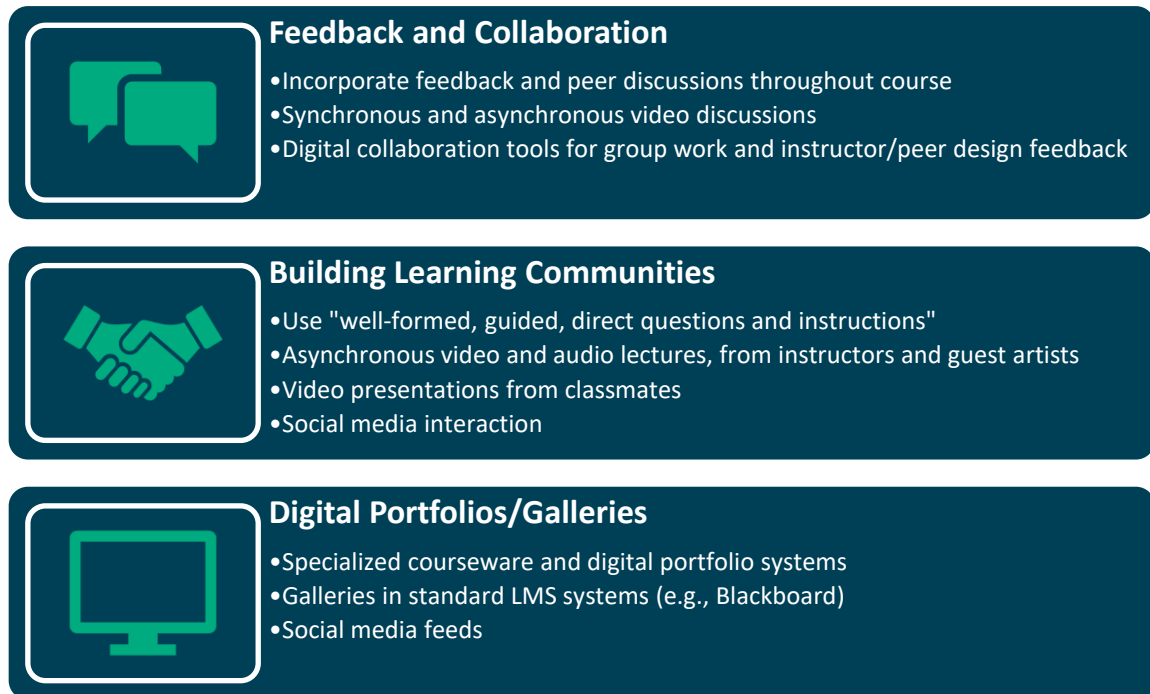 Feedback and Collaboration
•Incorporate feedback and peer discussions throughout course
•Synchronous and asynchronous video discussions
•Digital collaboration tools for group work and instructor/peer design feedback
Building Learning Communities
•Use "well-formed, guided, direct questions and instructions"
•Asynchronous video and audio lectures, from instructors and guest artists
•Video presentations from classmates
•Social media interaction
Digital Portfolios/Galleries
•Specialized courseware and digital portfolio systems
•Galleries in standard LMS systems (e.g., Blackboard)
•Social media feeds